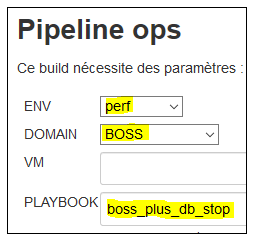 Pipeline ops
Ce build nécessite des paramètres :
ENV perf
DOMAIN BOSS
VM
PLAYBOOK boss_plus_db_stop